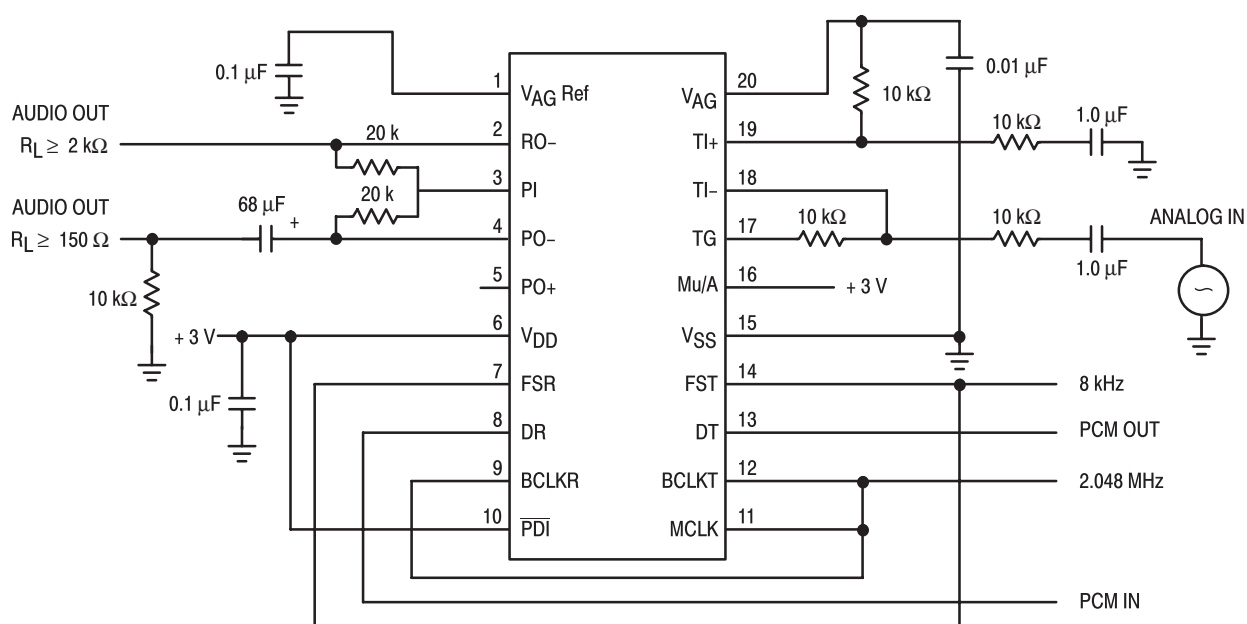 0.1 µF
AUDIO OUT
R_L ≥ 2 kΩ
20 k
20 k
AUDIO OUT
R_L ≥ 150 Ω
68 µF
+
10 kΩ
+ 3 V
0.1 µF
1
V_AG Ref
2
RO−
3
PI
4
PO−
5
PO+
6
V_DD
7
FSR
8
DR
9
BCLKR
10
PDI
20
V_AG
19
TI+
18
TI−
17
TG
16
Mu/A
15
V_SS
14
FST
13
DT
12
BCLKT
11
MCLK
10 kΩ
0.01 µF
10 kΩ
1.0 µF
10 kΩ
10 kΩ
1.0 µF
ANALOG IN
+ 3 V
8 kHz
PCM OUT
2.048 MHz
PCM IN